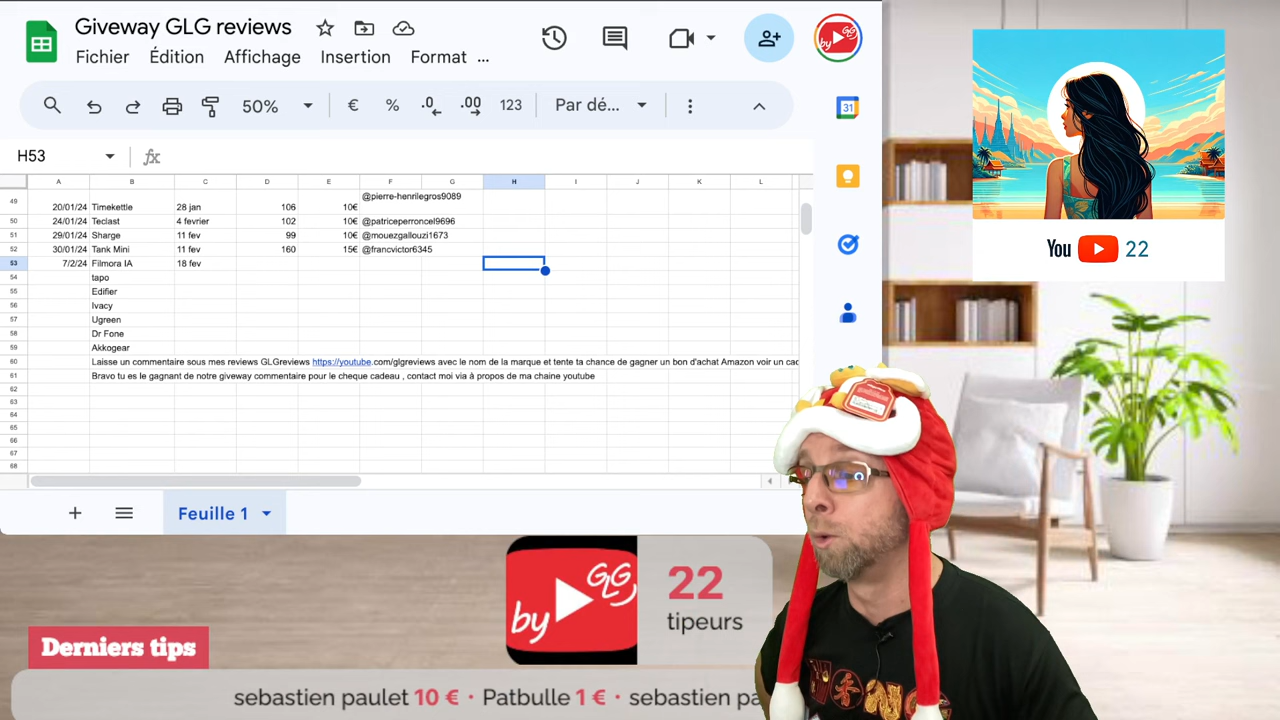 Giveway GLG reviews
Fichier Édition Affichage Insertion Format ...
50% € % .0 .00 123 Par dé...
H53 fx
31
A B C D E F G H I J K L
49 20/01/24 Timekettle 28 jan 106 10€ @pierre-henrilegros9089
50 24/01/24 Teclast 4 fevrier 102 10€ @patriceperroncel9696
51 29/01/24 Sharge 11 fev 99 10€ @mouezgallouzi1673
52 30/01/24 Tank Mini 11 fev 160 15€ @francvictor6345
53 7/2/24 Filmora IA 18 fev
54 tapo
55 Edifier
56 Ivacy
57 Ugreen
58 Dr Fone
59 Akkogear
60 Laisse un commentaire sous mes reviews GLGreviews https://youtube.com/glgreviews avec le nom de la marque et tente ta chance de gagner un bon d'achat Amazon voir un cad
61 Bravo tu es le gagnant de notre giveway commentaire pour le cheque cadeau , contact moi via à propos de ma chaine youtube
62
63
64
65
66
67
68
Feuille 1
You 22
by GLG
22
tipeurs
Derniers tips
sebastien paulet 10 € · Patbulle 1 € · sebastien pa